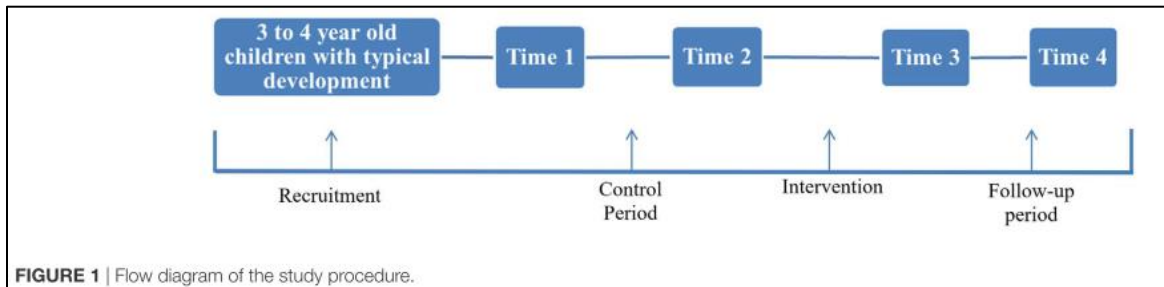 3 to 4 year old
children with typical
development
Time 1
Time 2
Time 3
Time 4
Recruitment
Control
Period
Intervention
Follow-up
period
FIGURE 1 | Flow diagram of the study procedure.